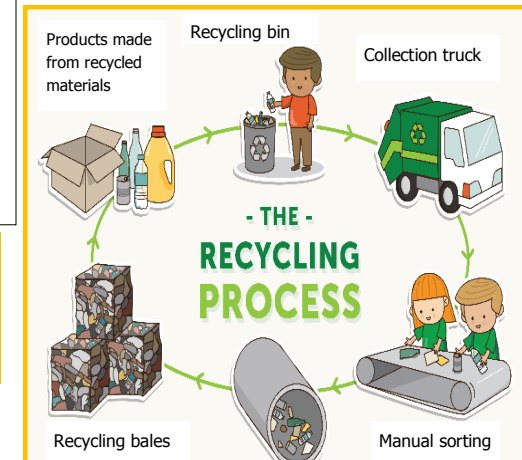 Products made
from recycled
materials
Recycling bin
Collection truck
- THE -
RECYCLING
PROCESS
Recycling bales
Manual sorting